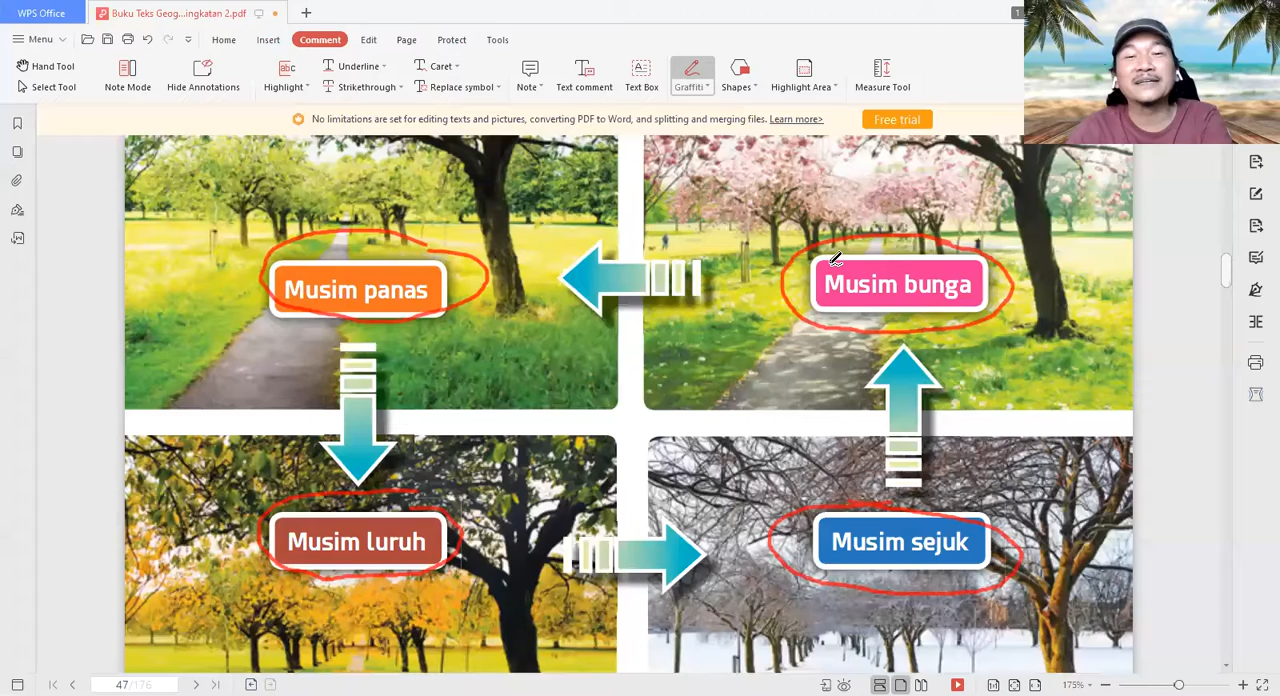 WPS Office
Buku Teks Geog...ingkatan 2.pdf
1
Menu
Home Insert Comment Edit Page Protect Tools
Hand Tool
Select Tool
Note Mode
Hide Annotations
abc
Highlight
Underline
Strikethrough
Caret
Replace symbol
Note
Text comment
Text Box
Graffiti
Shapes
Highlight Area
Measure Tool
No limitations are set for editing texts and pictures, converting PDF to Word, and splitting and merging files. Learn more>
Free trial
Musim panas
Musim bunga
Musim luruh
Musim sejuk
47/176
175%